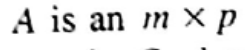 A is an m × p